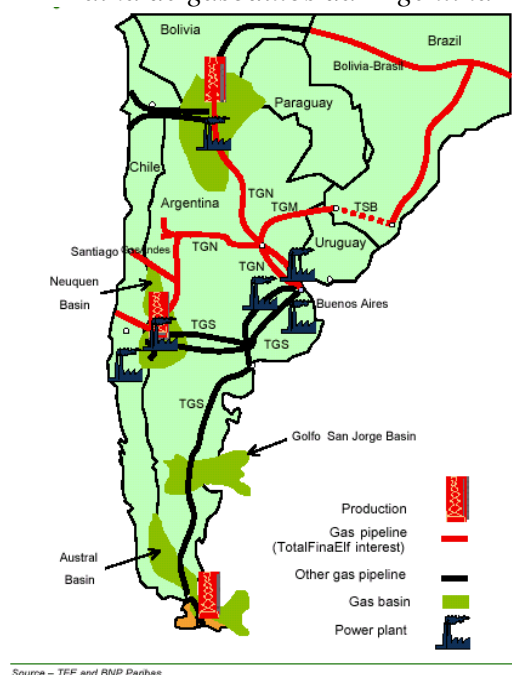 Bolivia
Brazil
Bolivia-Brasil
Paraguay
Chile
Argentina
TGN
TGM
TSB
Santiago
GasAndes
TGN
Uruguay
Neuquen
Basin
TGN
Buenos Aires
TGS
TGS
TGS
Golfo San Jorge Basin
Austral
Basin
Production
Gas pipeline
(TotalFinaElf interest)
Other gas pipeline
Gas basin
Power plant
Source – TFE and BNP Paribas